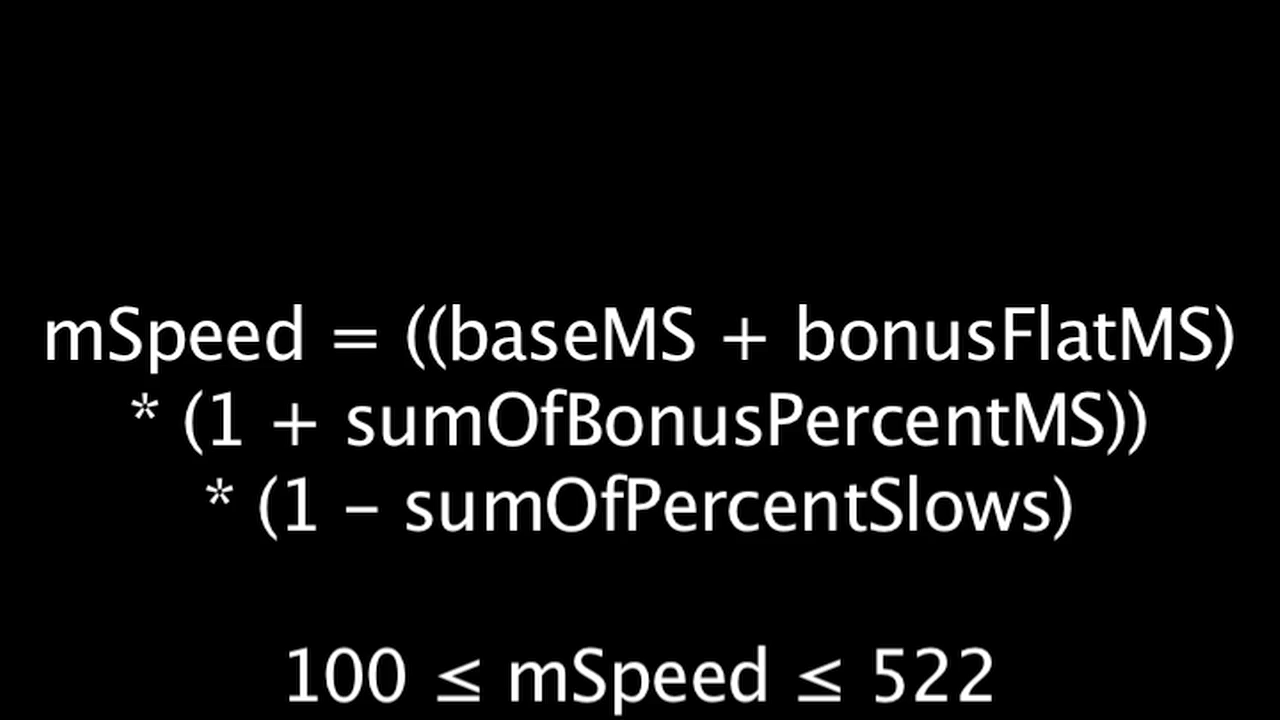 mSpeed = ((baseMS + bonusFlatMS)
* (1 + sumOfBonusPercentMS))
* (1 – sumOfPercentSlows)
100 ≤ mSpeed ≤ 522